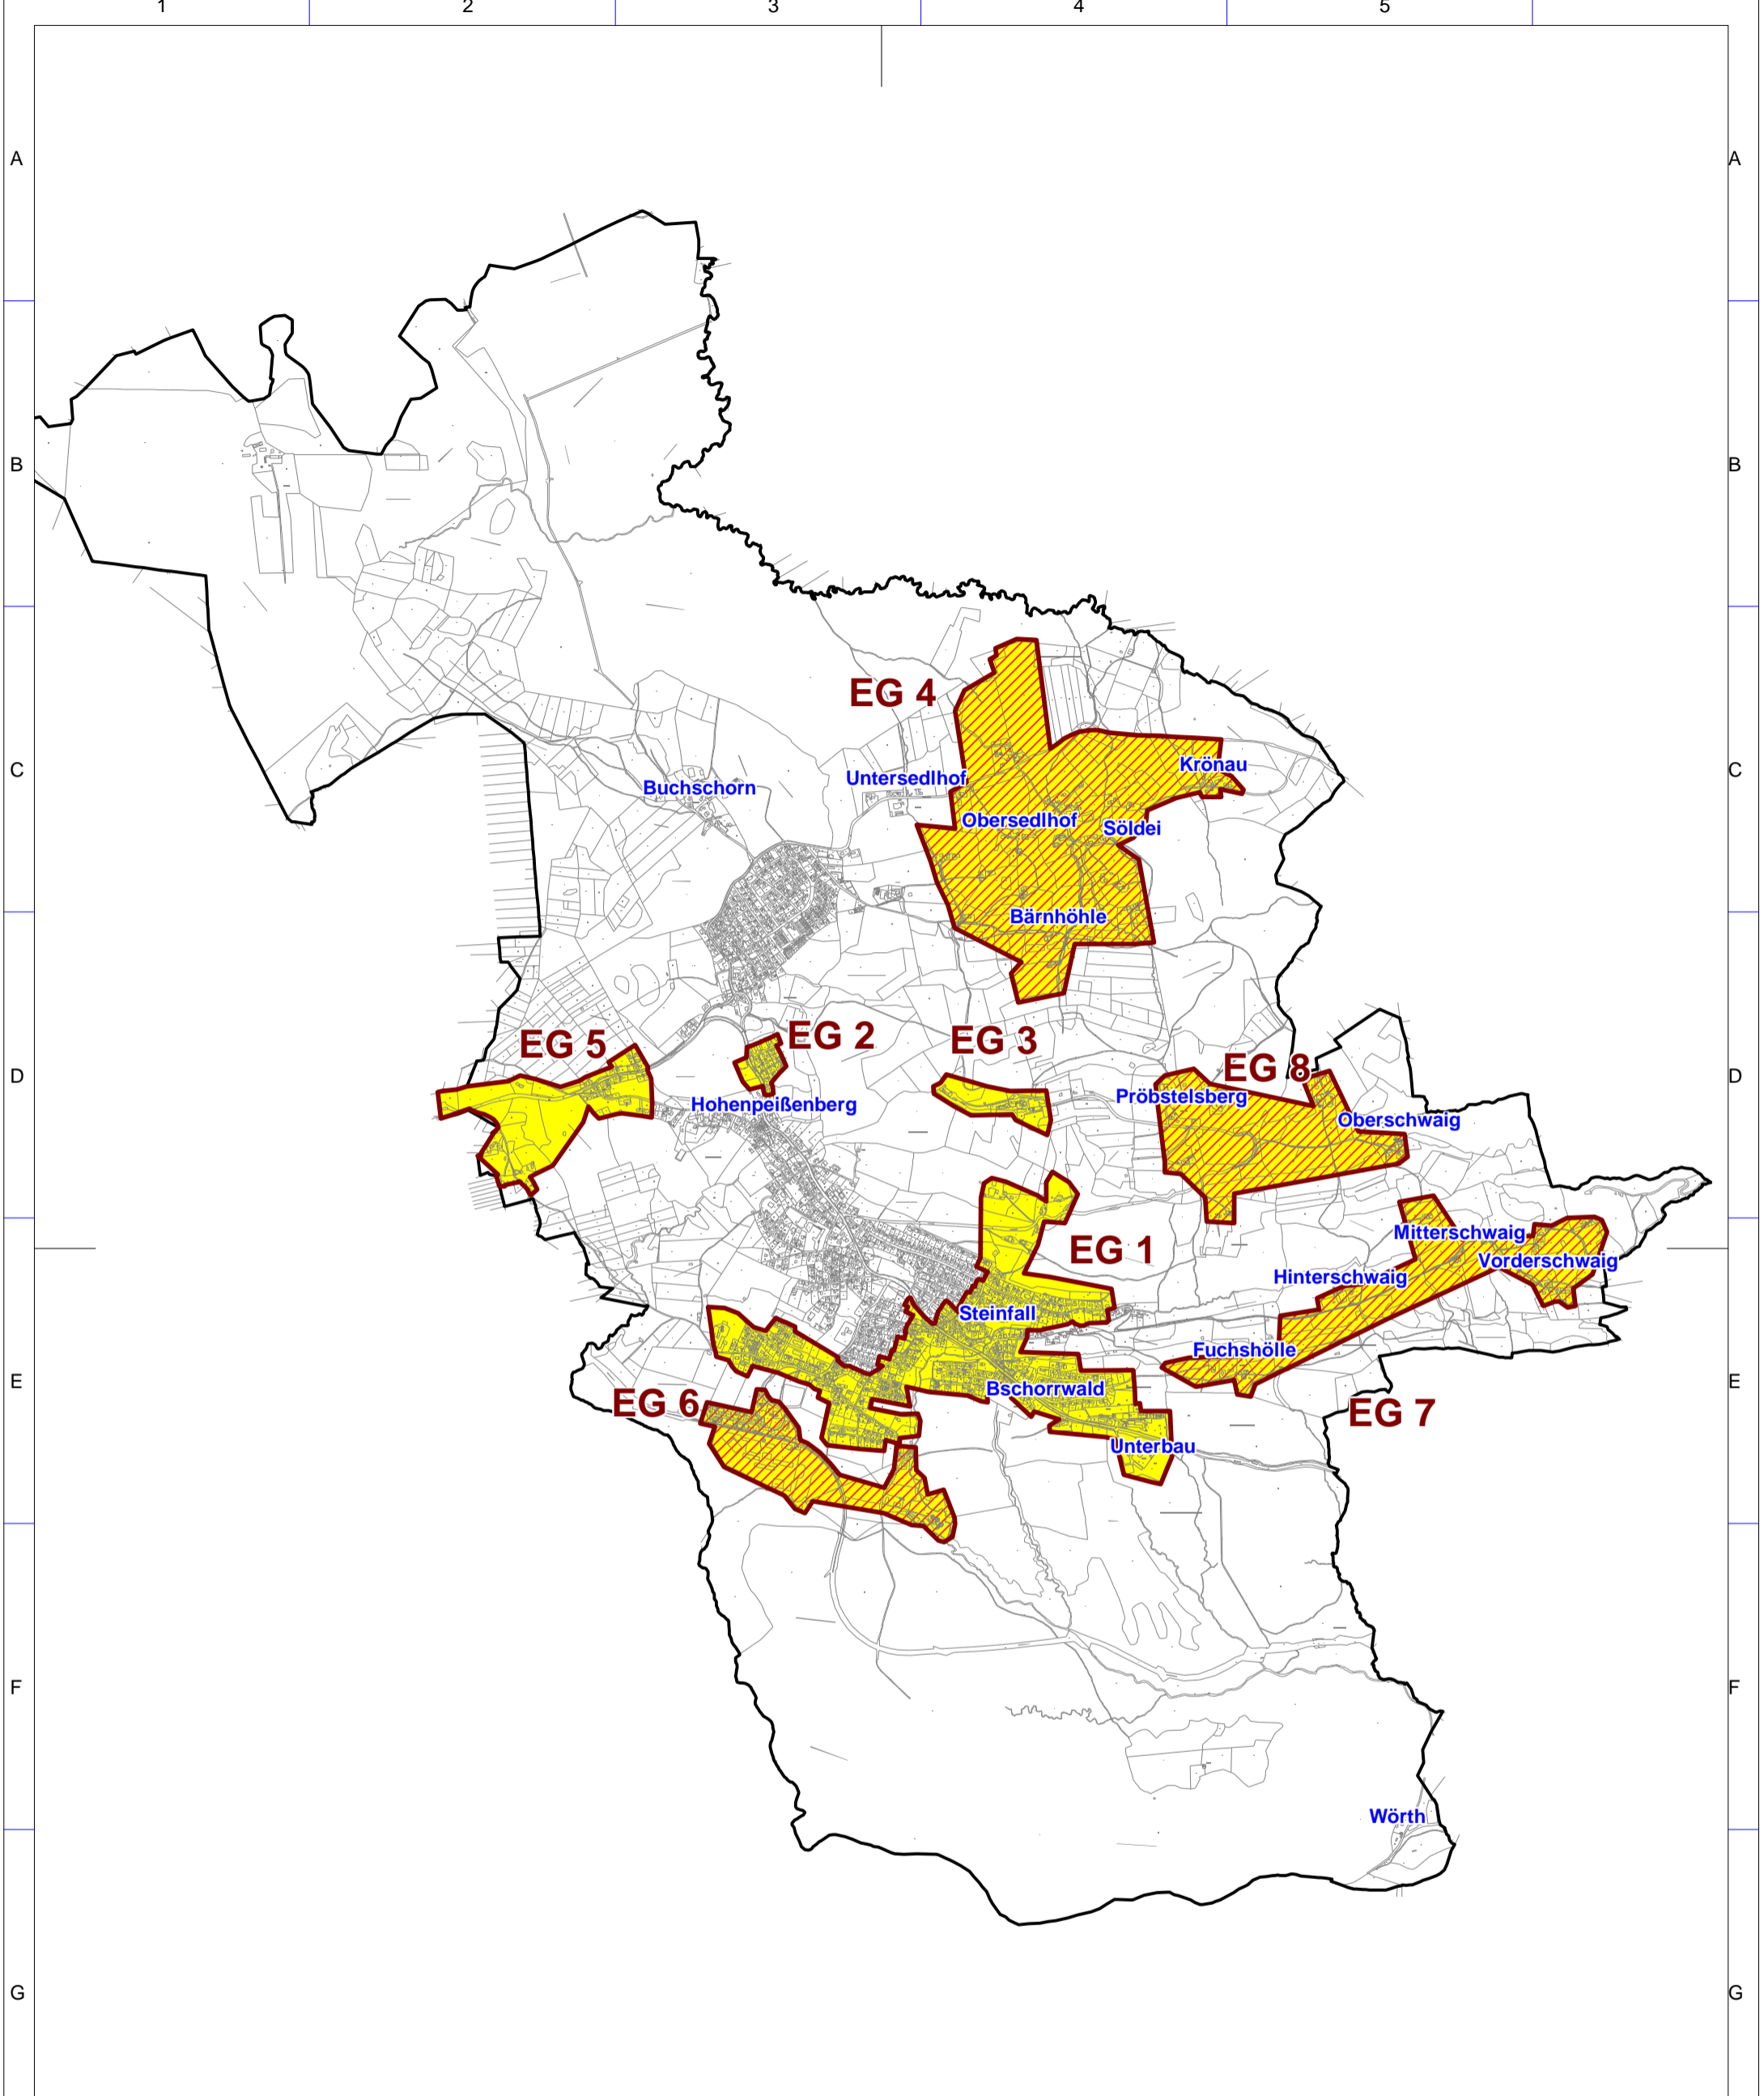 1 2 3 4 5
A A
B B
EG 4
Krönau
C C
Untersedlhof
Buchschorn
Obersedlhof
Söldei
Bärnhöhle
EG 2
EG 3
EG 5
EG 8
D D
Pröbstelsberg
Hohenpeißenberg
Oberschwaig
Mitterschwaig
EG 1
Vorderschwaig
Hinterschwaig
Steinfall
Fuchshölle
E E
Bschorrwald
EG 6
EG 7
Unterbau
F F
Wörth
G G